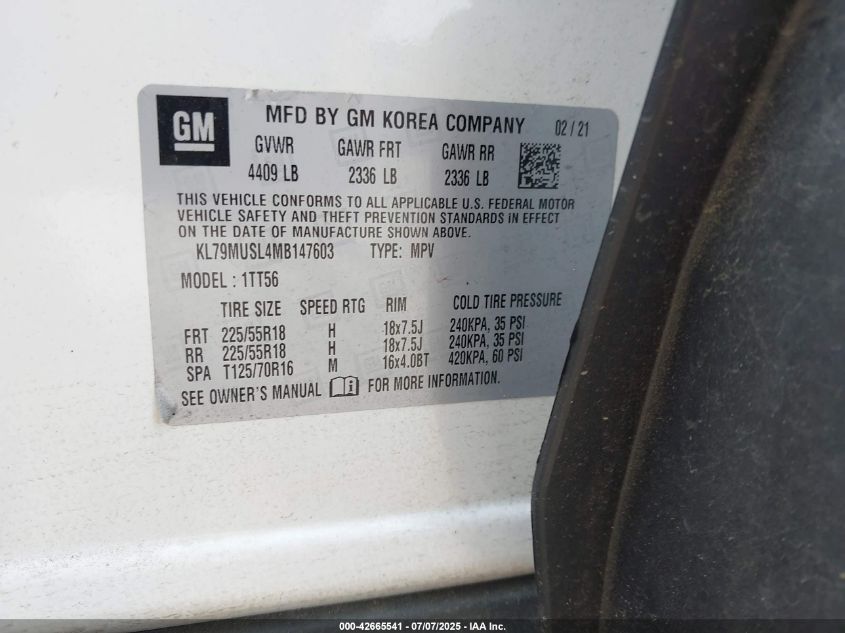 GM
MFD BY GM KOREA COMPANY 02 / 21
GVWR GAWR FRT GAWR RR
4409 LB 2336 LB 2336 LB
THIS VEHICLE CONFORMS TO ALL APPLICABLE U.S. FEDERAL MOTOR
VEHICLE SAFETY AND THEFT PREVENTION STANDARDS IN EFFECT
ON THE DATE OF MANUFACTURE SHOWN ABOVE.
KL79MUSL4MB147603 TYPE: MPV
MODEL : 1TT56
TIRE SIZE SPEED RTG RIM COLD TIRE PRESSURE
FRT 225/55R18 H 18x7.5J 240KPA, 35 PSI
RR 225/55R18 H 18x7.5J 240KPA, 35 PSI
SPA T125/70R16 M 16x4.0BT 420KPA, 60 PSI
SEE OWNER'S MANUAL FOR MORE INFORMATION.
000-42665541 / 07/07/2025 - IAA Inc.